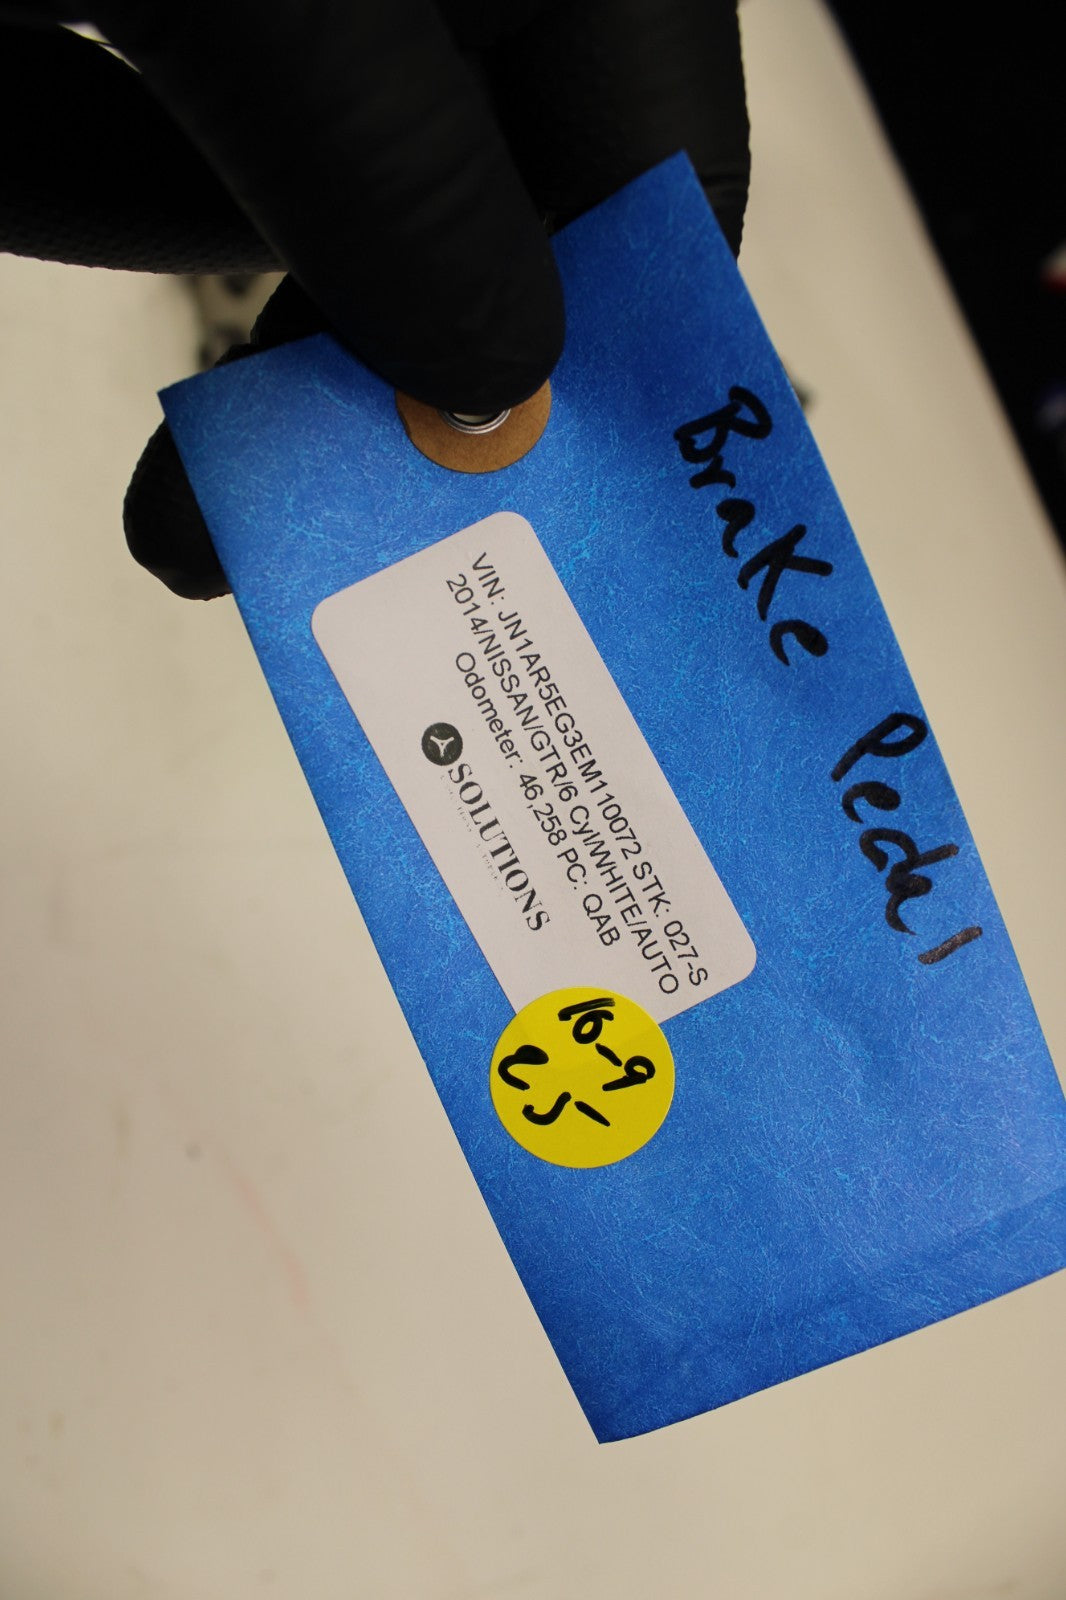 Brake Pedal
VIN: JN1AR5EG3EM110072 STK: 027-S
2014/NISSAN/GTR/6 Cyl/WHITE/AUTO
Odometer: 46,258 PC: QAB
SOLUTIONS
16-9
25-